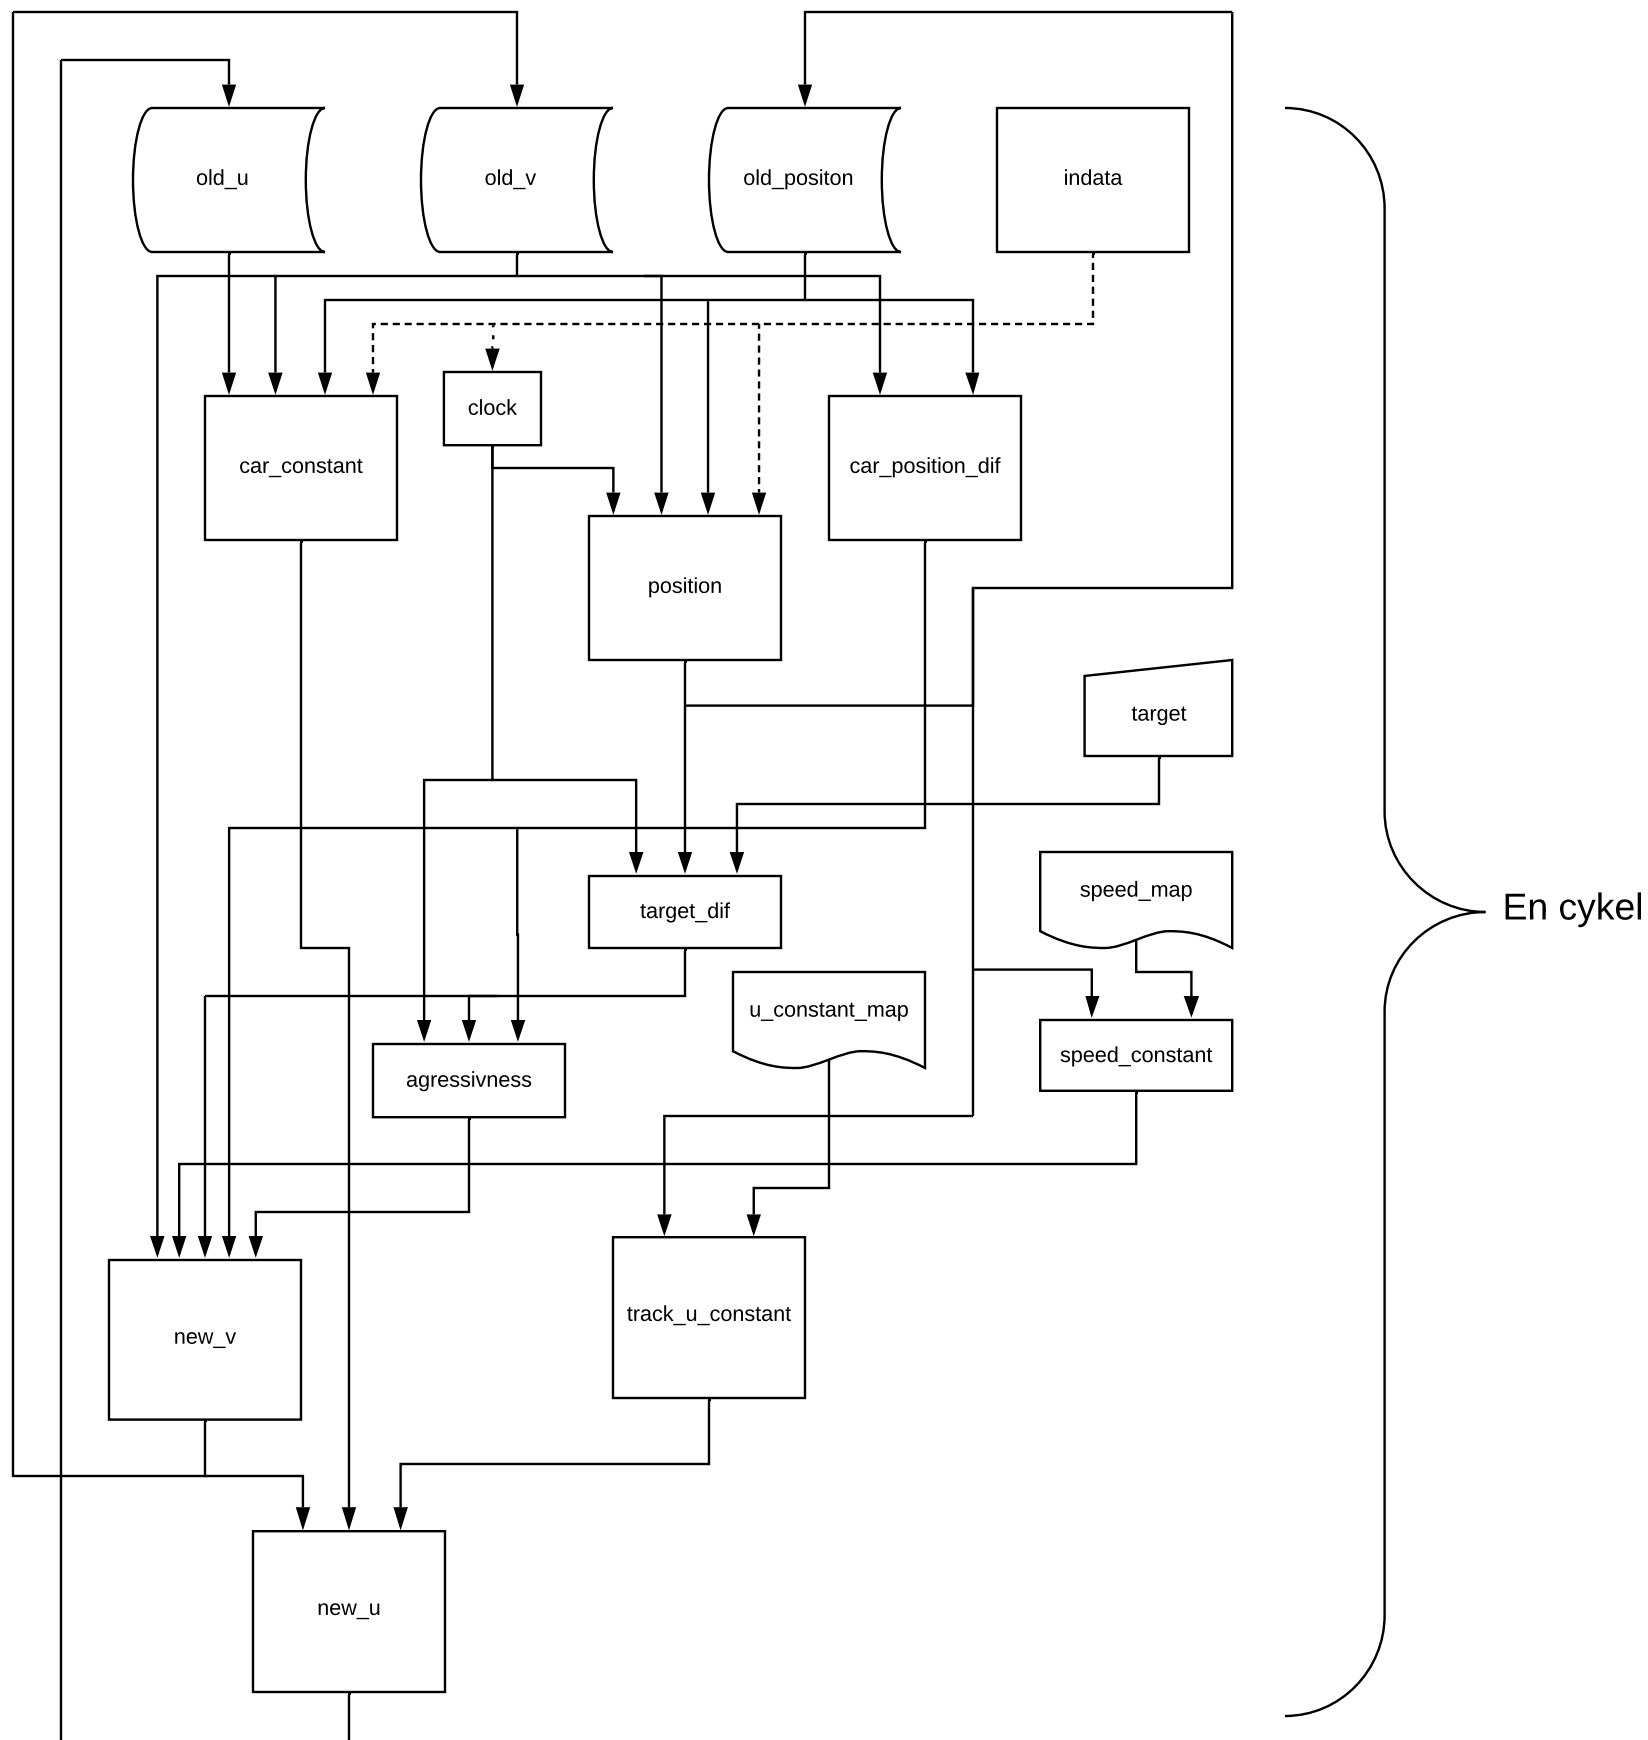 old_u
old_v
old_positon
indata
clock
car_constant
car_position_dif
position
target
speed_map
En cykel
target_dif
u_constant_map
speed_constant
agressivness
track_u_constant
new_v
new_u